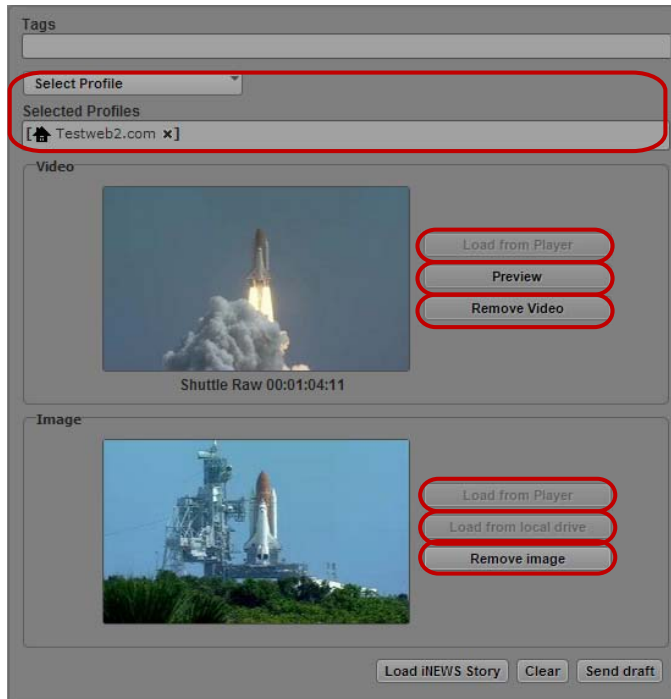 Tags
Select Profile
Selected Profiles
[ Testweb2.com ×]
Video
Load from Player
Preview
Remove Video
Shuttle Raw 00:01:04:11
Image
Load from Player
Load from local drive
Remove image
Load iNEWS Story Clear Send draft